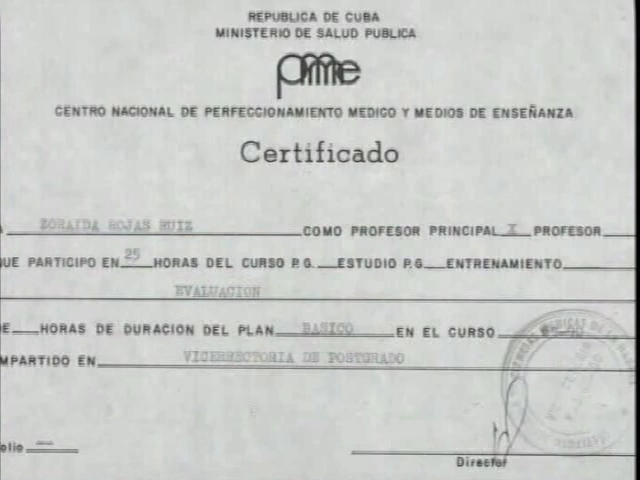 REPUBLICA DE CUBA
MINISTERIO DE SALUD PUBLICA
CENTRO NACIONAL DE PERFECCIONAMIENTO MEDICO Y MEDIOS DE ENSEÑANZA
Certificado
A ZORAIDA ROJAS RUIZ COMO PROFESOR PRINCIPAL X PROFESOR
UE PARTICIPO EN 25 HORAS DEL CURSO P.G. ESTUDIO P.G. ENTRENAMIENTO
EVALUACION
E HORAS DE DURACION DEL PLAN BASICO EN EL CURSO
MPARTIDO EN VICERRECTORIA DE POSTGRADO
olio
Director